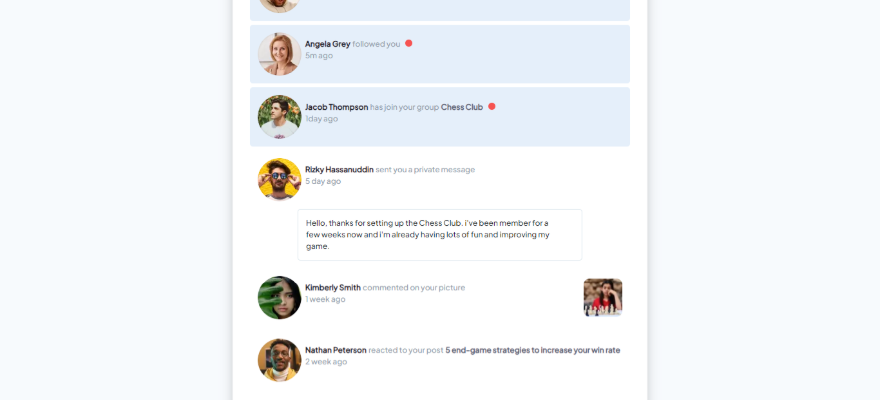 Angela Grey followed you
5m ago
Jacob Thompson has join your group Chess Club
1day ago
Rizky Hassanuddin sent you a private message
5 day ago
Hello, thanks for setting up the Chess Club. i've been member for a
few weeks now and i'm already having lots of fun and improving my
game.
Kimberly Smith commented on your picture
1 week ago
Nathan Peterson reacted to your post 5 end-game strategies to increase your win rate
2 week ago